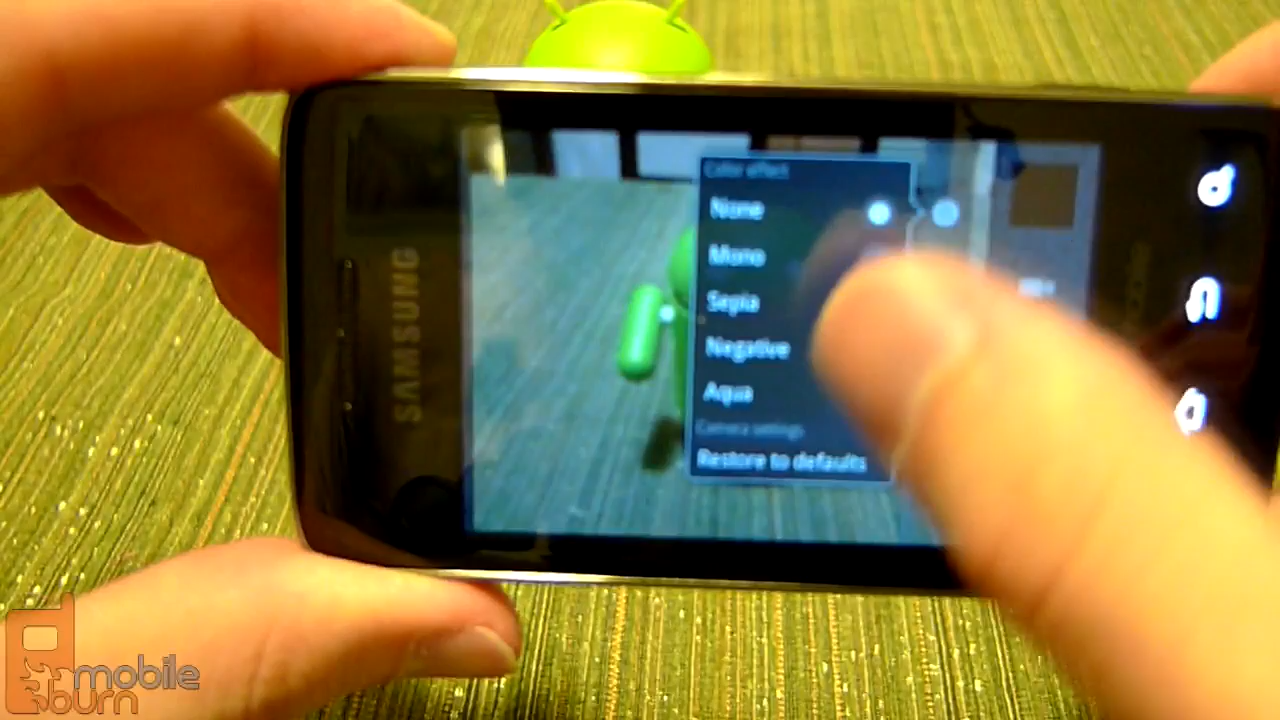 SAMSUNG
Color effect
None
Mono
Sepia
Negative
Aqua
Camera settings
Restore to defaults
mobile
burn